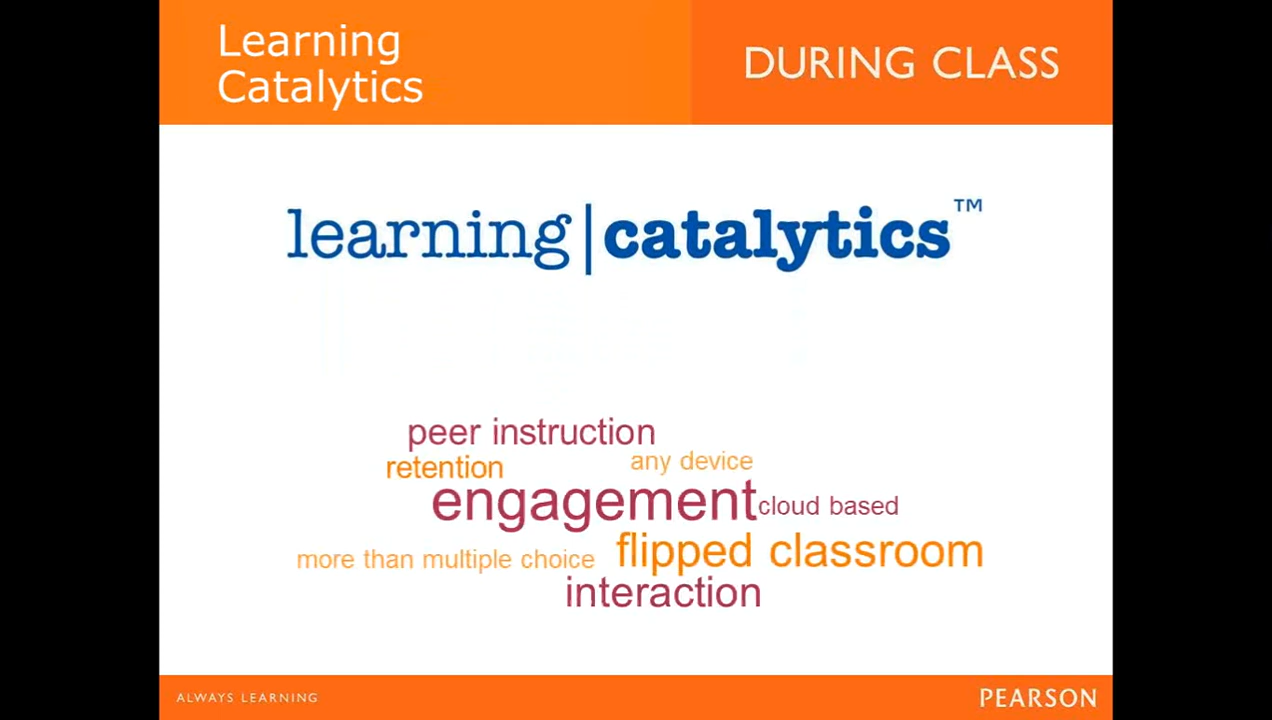 Learning
Catalytics
DURING CLASS
learning|catalytics™
peer instruction
retention
any device
engagement
cloud based
more than multiple choice
flipped classroom
interaction
ALWAYS LEARNING
PEARSON